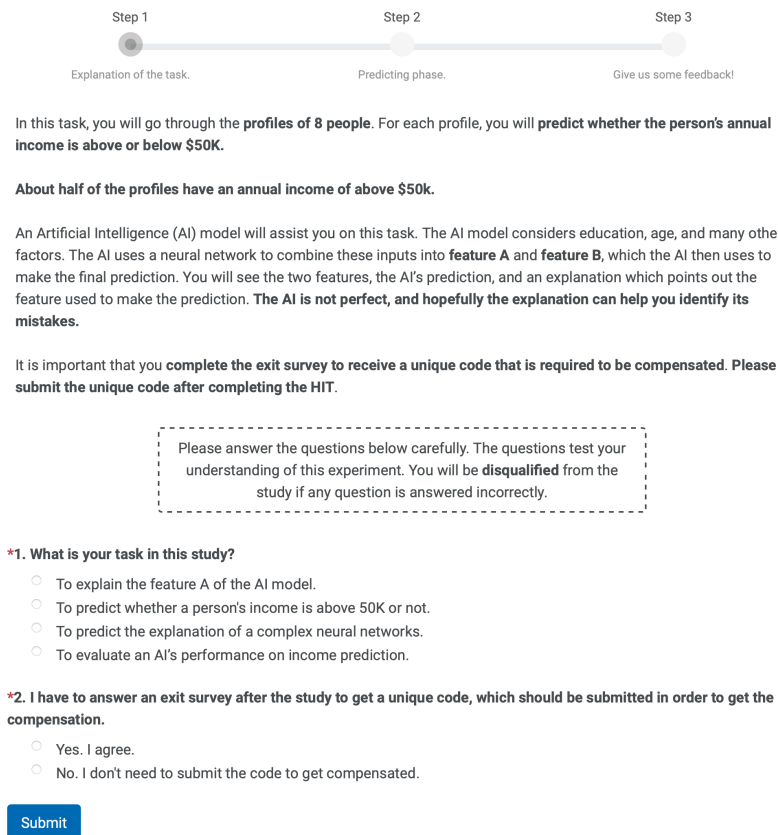 Step 1
Step 2
Step 3
Explanation of the task.
Predicting phase.
Give us some feedback!
In this task, you will go through the profiles of 8 people. For each profile, you will predict whether the person's annual
income is above or below $50K.
About half of the profiles have an annual income of above $50k.
An Artificial Intelligence (AI) model will assist you on this task. The AI model considers education, age, and many othe
factors. The AI uses a neural network to combine these inputs into feature A and feature B, which the AI then uses to
make the final prediction. You will see the two features, the AI's prediction, and an explanation which points out the
feature used to make the prediction. The AI is not perfect, and hopefully the explanation can help you identify its
mistakes.
It is important that you complete the exit survey to receive a unique code that is required to be compensated. Please
submit the unique code after completing the HIT.
Please answer the questions below carefully. The questions test your
understanding of this experiment. You will be disqualified from the
study if any question is answered incorrectly.
*1. What is your task in this study?
To explain the feature A of the AI model.
To predict whether a person's income is above 50K or not.
To predict the explanation of a complex neural networks.
To evaluate an AI's performance on income prediction.
*2. I have to answer an exit survey after the study to get a unique code, which should be submitted in order to get the
compensation.
Yes. I agree.
No. I don't need to submit the code to get compensated.
Submit